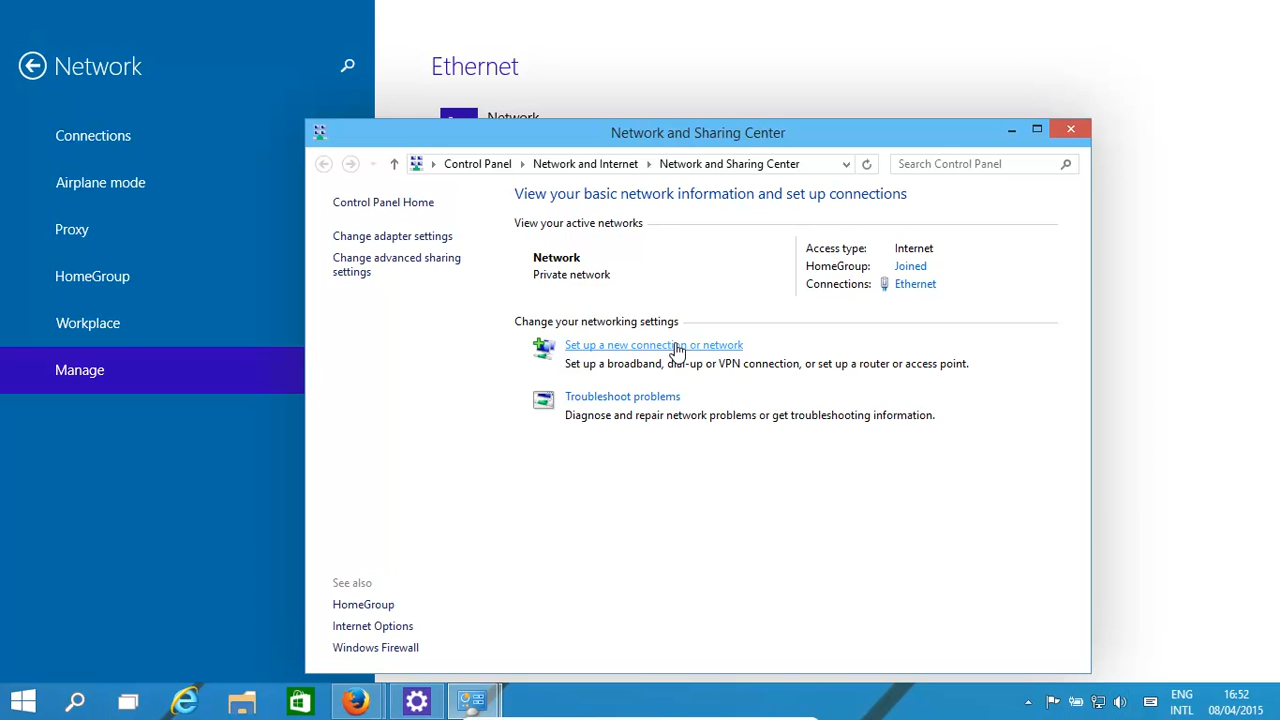 Network
Connections
Airplane mode
Proxy
HomeGroup
Workplace
Manage
Ethernet
Network
Network and Sharing Center
Control Panel
Network and Internet
Network and Sharing Center
Search Control Panel
Control Panel Home
Change adapter settings
Change advanced sharing
settings
View your basic network information and set up connections
View your active networks
Network
Private network
Access type: Internet
HomeGroup: Joined
Connections: Ethernet
Change your networking settings
Set up a new connection or network
Set up a broadband, dial-up or VPN connection, or set up a router or access point.
Troubleshoot problems
Diagnose and repair network problems or get troubleshooting information.
See also
HomeGroup
Internet Options
Windows Firewall
ENG
INTL
16:52
08/04/2015